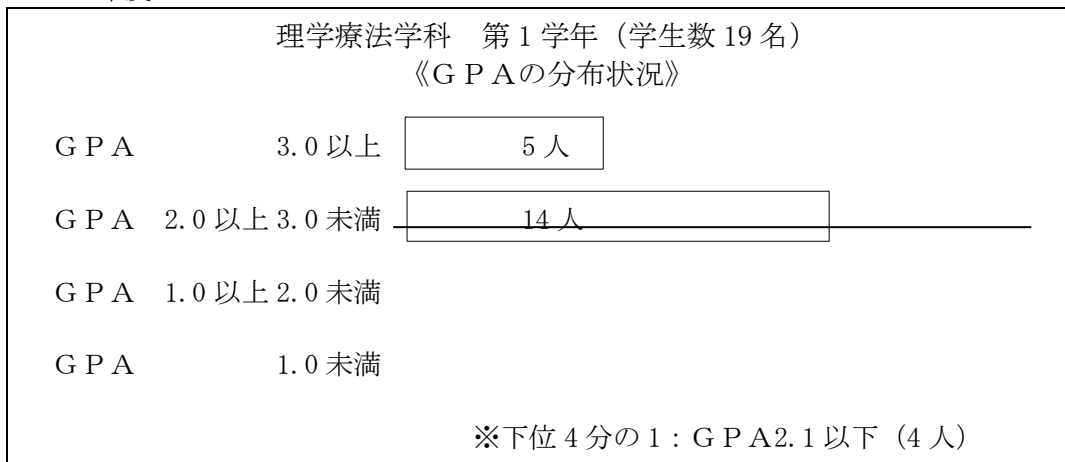 理学療法学科　第1学年（学生数19名）
《ＧＰＡの分布状況》
ＧＰＡ　3.0以上　5人
ＧＰＡ　2.0以上3.0未満　14人
ＧＰＡ　1.0以上2.0未満
ＧＰＡ　1.0未満
※下位4分の1：ＧＰＡ2.1以下（4人）